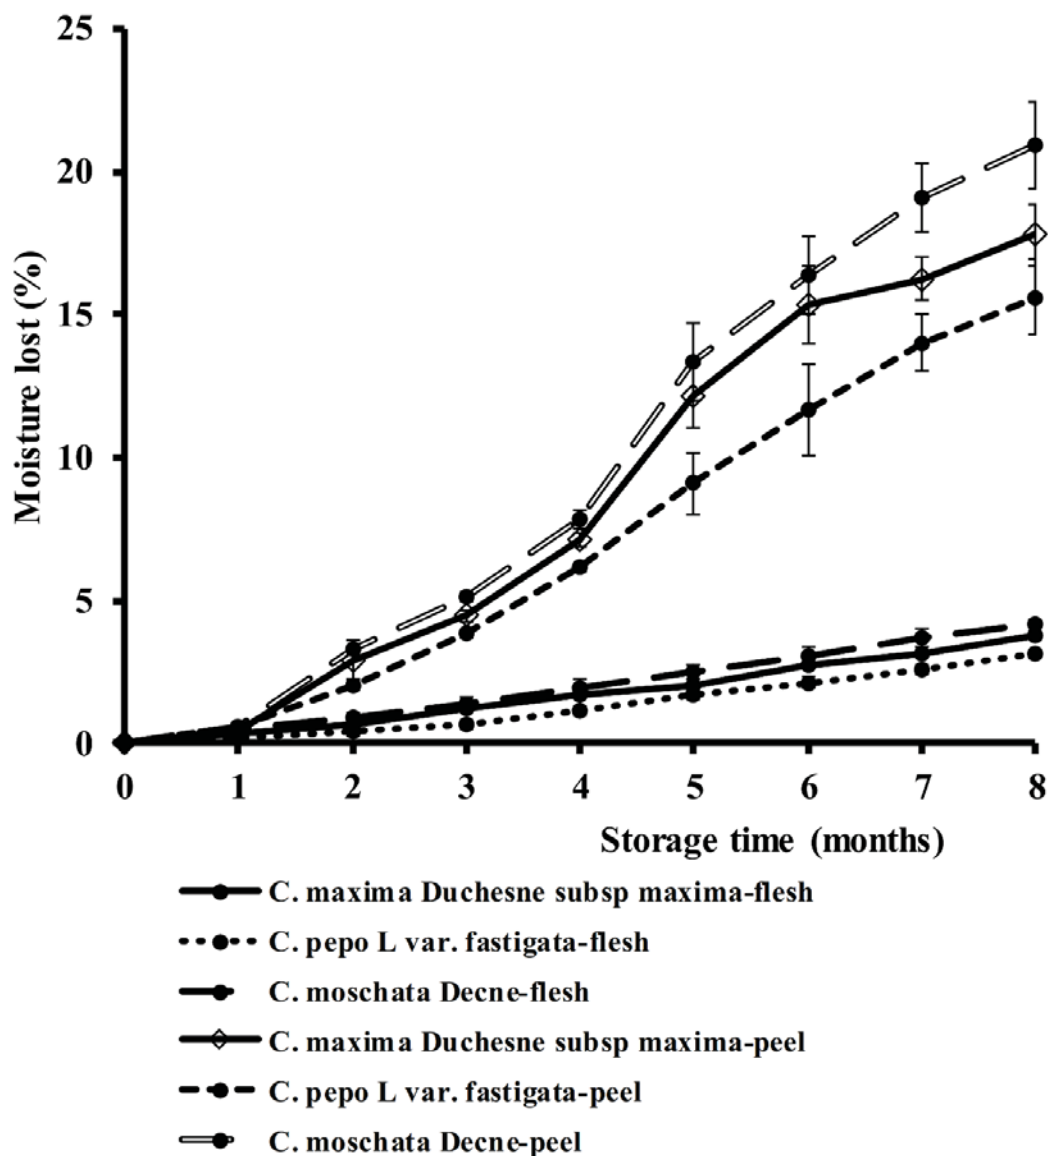 25
20
15
10
5
0
Moisture lost (%)
0 1 2 3 4 5 6 7 8
Storage time (months)
C. maxima Duchesne subsp maxima-flesh
C. pepo L var. fastigata-flesh
C. moschata Decne-flesh
C. maxima Duchesne subsp maxima-peel
C. pepo L var. fastigata-peel
C. moschata Decne-peel